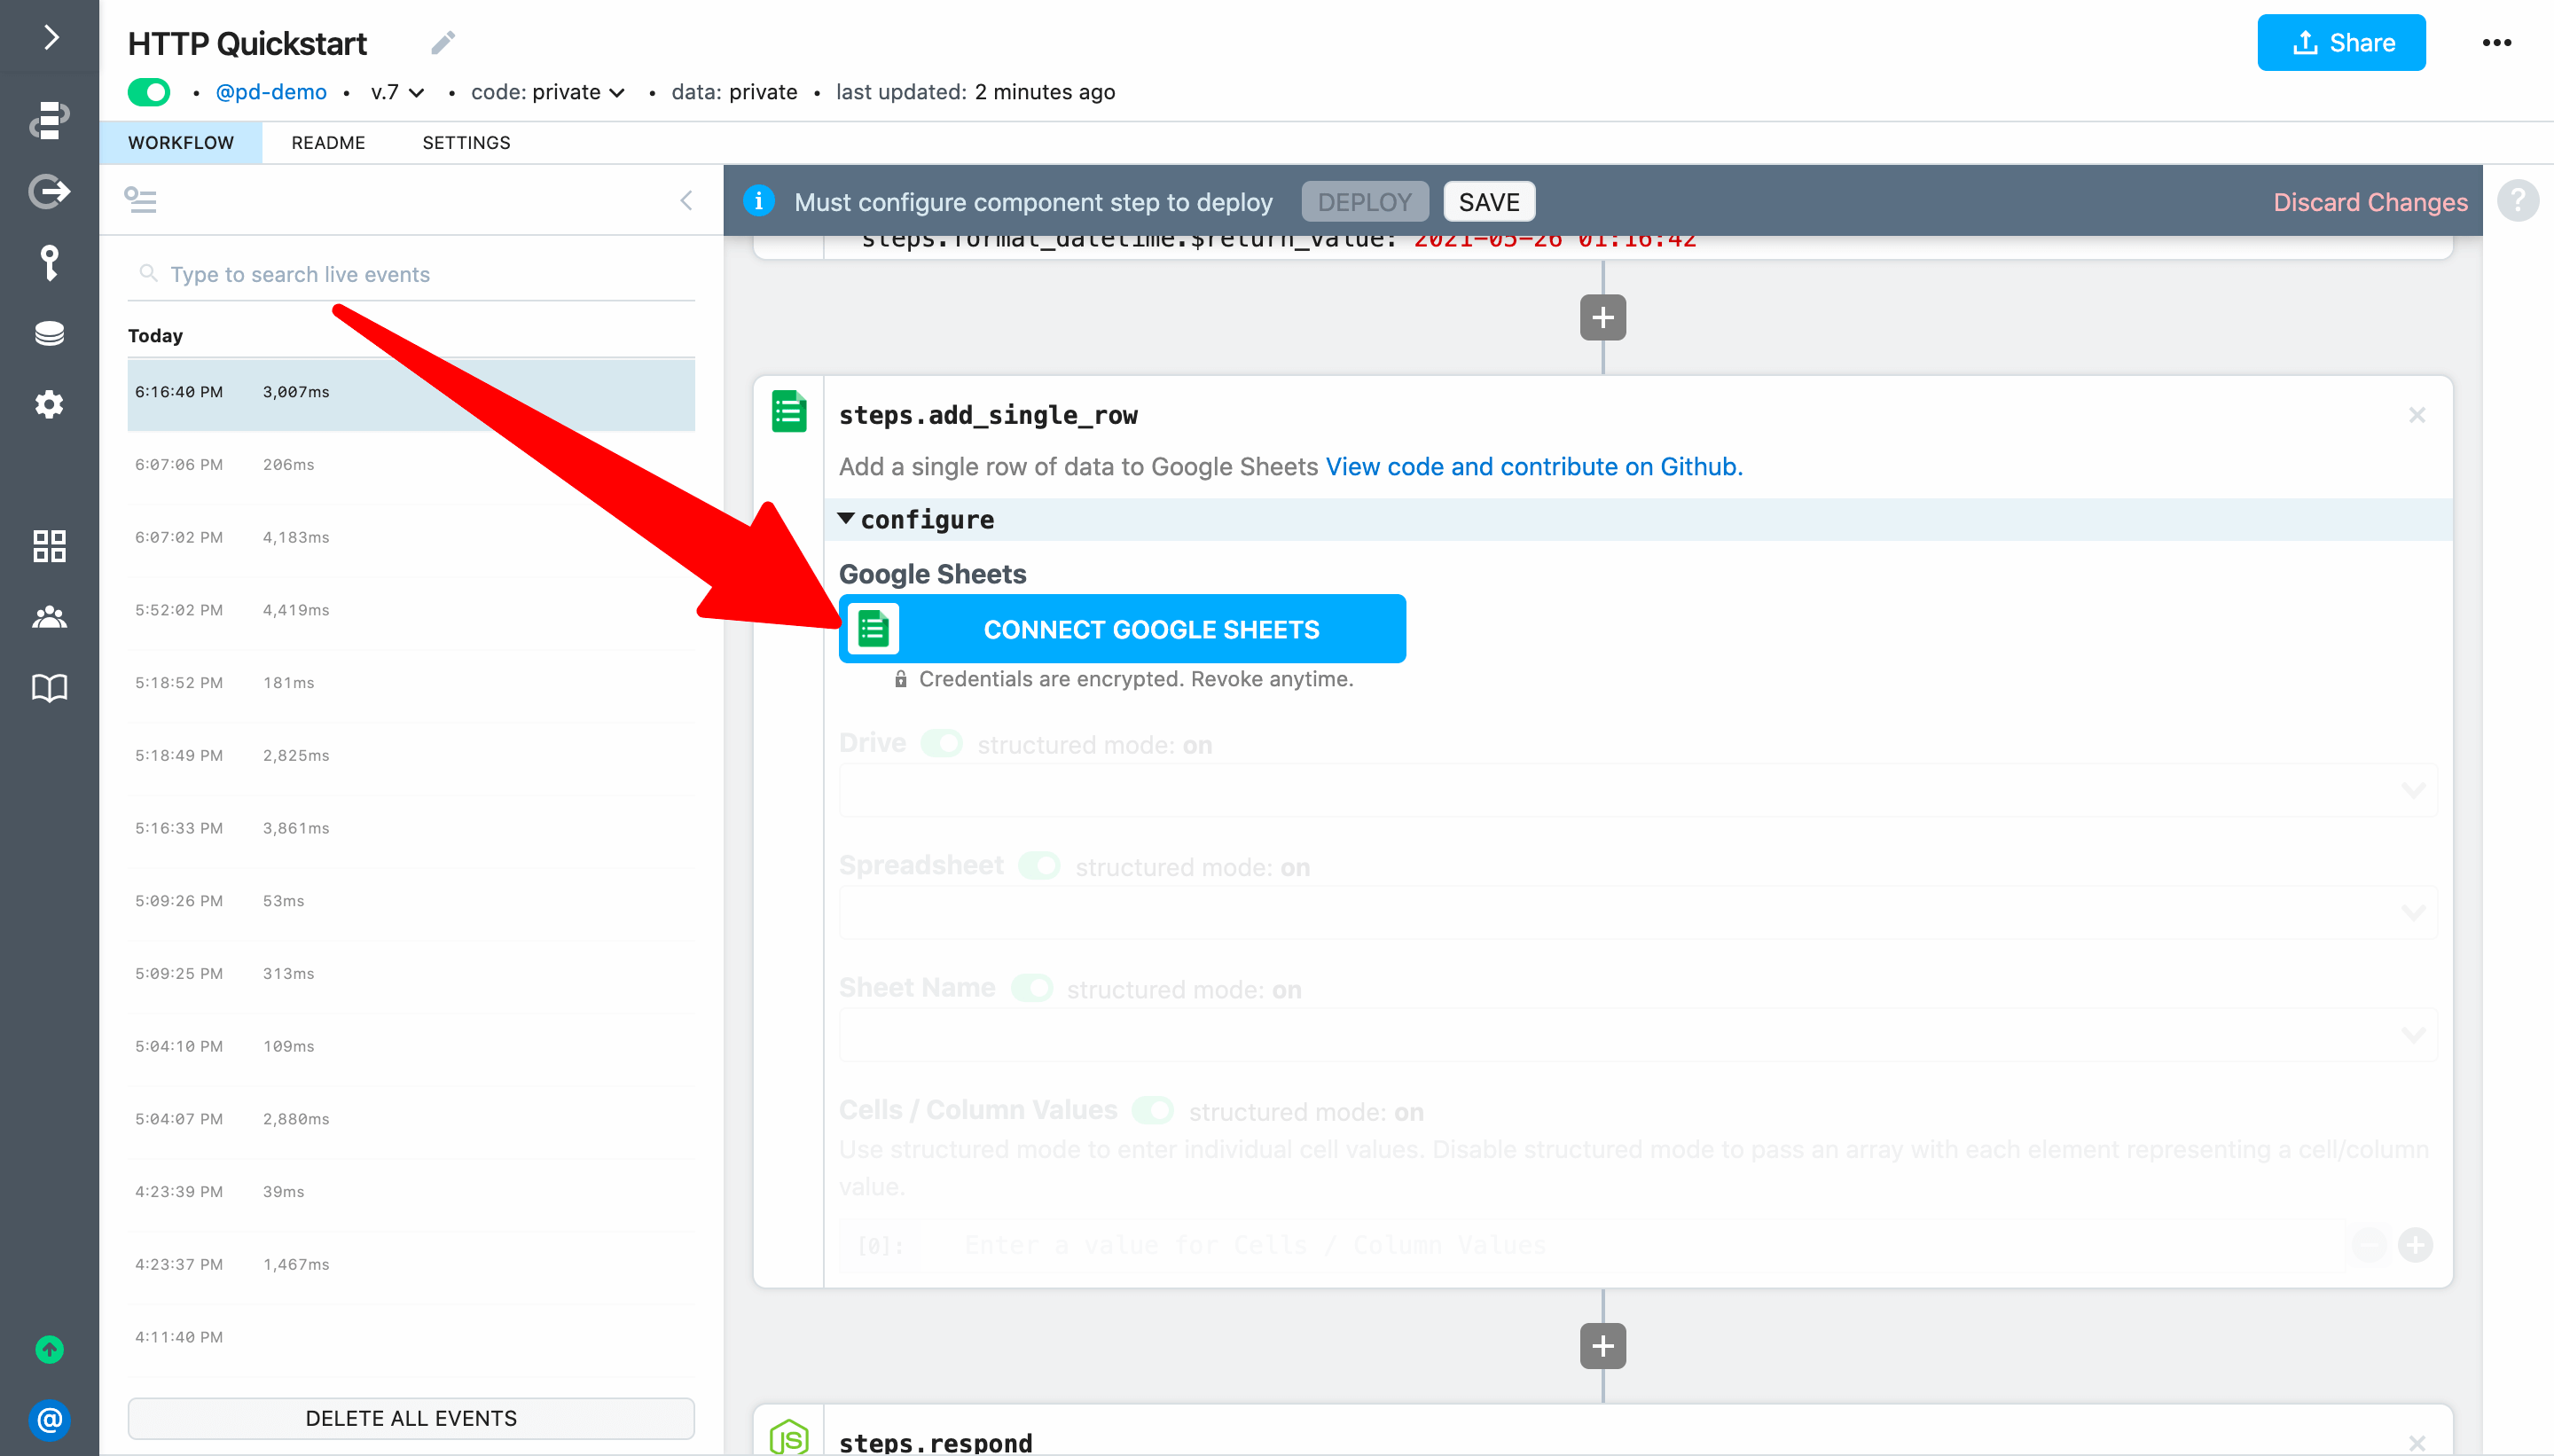 HTTP Quickstart
Share
• @pd-demo • v.7 • code: private • data: private • last updated: 2 minutes ago
WORKFLOW README SETTINGS
Must configure component step to deploy DEPLOY SAVE Discard Changes
?
steps.format_datetime.$return_value: 2021-05-26 01:16:42
Type to search live events
Today
6:16:40 PM 3,007ms
6:07:06 PM 206ms
6:07:02 PM 4,183ms
5:52:02 PM 4,419ms
5:18:52 PM 181ms
5:18:49 PM 2,825ms
5:16:33 PM 3,861ms
5:09:26 PM 53ms
5:09:25 PM 313ms
5:04:10 PM 109ms
5:04:07 PM 2,880ms
4:23:39 PM 39ms
4:23:37 PM 1,467ms
4:11:40 PM
DELETE ALL EVENTS
steps.add_single_row
Add a single row of data to Google Sheets View code and contribute on Github.
configure
Google Sheets
CONNECT GOOGLE SHEETS
Credentials are encrypted. Revoke anytime.
Drive structured mode: on
Spreadsheet structured mode: on
Sheet Name structured mode: on
Cells / Column Values structured mode: on
Use structured mode to enter individual cell values. Disable structured mode to pass an array with each element representing a cell/column
value.
[0]: Enter a value for Cells / Column Values
JS
steps.respond
@